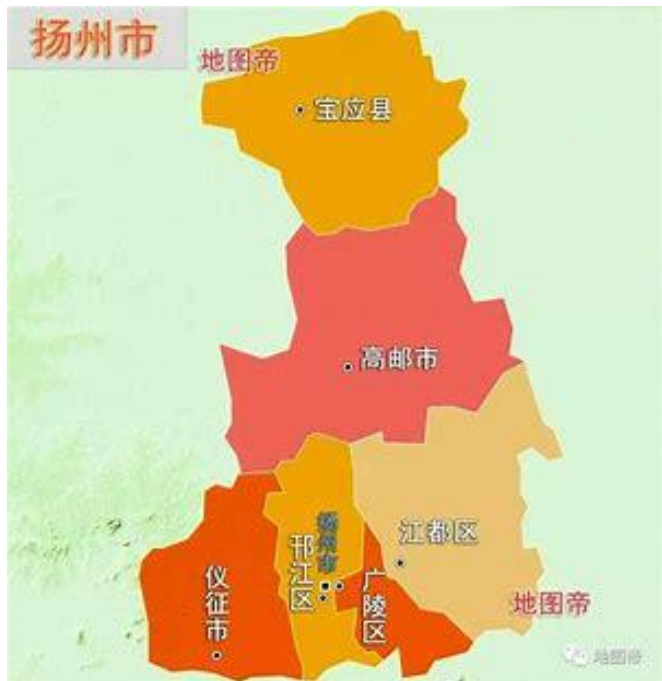 扬州市
地图帝
宝应县
高邮市
扬州市
邗江区
江都区
广陵区
仪征市
地图帝
地图帝